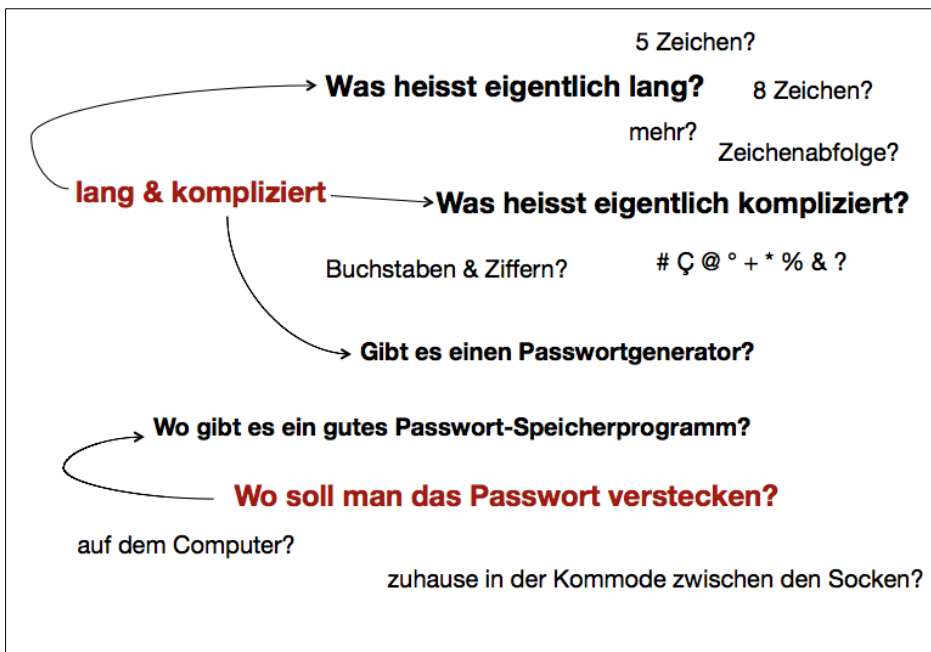 5 Zeichen?
Was heisst eigentlich lang?
8 Zeichen?
mehr?
Zeichenabfolge?
lang & kompliziert
Was heisst eigentlich kompliziert?
Buchstaben & Ziffern?
# Ç @ ° + * % & ?
Gibt es einen Passwortgenerator?
Wo gibt es ein gutes Passwort-Speicherprogramm?
Wo soll man das Passwort verstecken?
auf dem Computer?
zuhause in der Kommode zwischen den Socken?